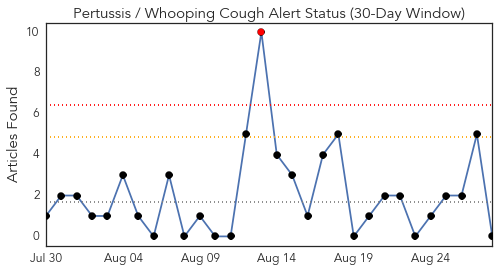 Pertussis / Whooping Cough Alert Status (30-Day Window)
Articles Found
10
8
6
4
2
0
Jul 30 Aug 04 Aug 09 Aug 14 Aug 19 Aug 24